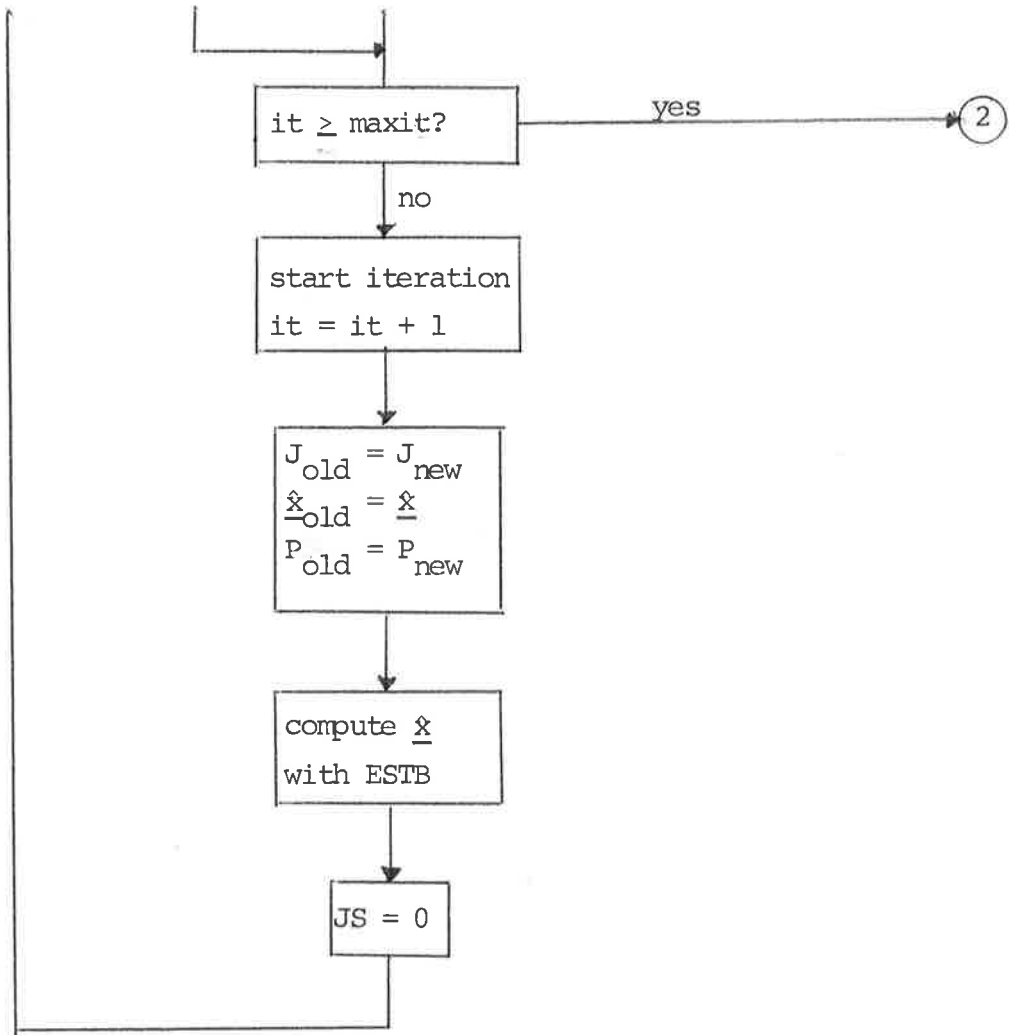 it ≥ maxit?
yes
2
no
start iteration
it = it + 1
J_old = J_new
x̲̂_old = x̲̂
P_old = P_new
compute x̲̂
with ESTB
JS = 0